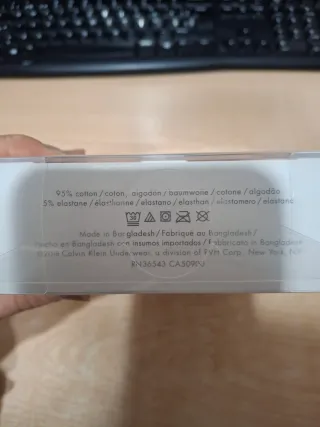 95% cotton / coton, algodón / baumwolle / cotone / algodão
5% elastane / élasthanne / elastano / elasthan / elastomero / elastano
Made in Bangladesh / Fabriqué au Bangladesh /
Hecho en Bangladesh con insumos importados / Fabricado in Bangladesh
Calvin Klein Underwear, a division of PVH Corp., New York, NY
RN36543 CA50900